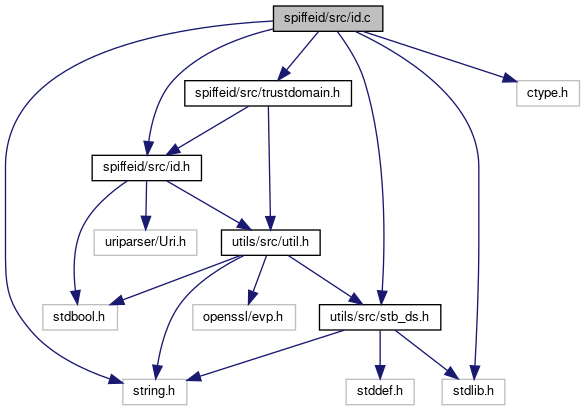 spiffeid/src/id.c
spiffeid/src/trustdomain.h
ctype.h
spiffeid/src/id.h
uriparser/Uri.h
utils/src/util.h
stdbool.h
openssl/evp.h
utils/src/stb_ds.h
string.h
stddef.h
stdlib.h